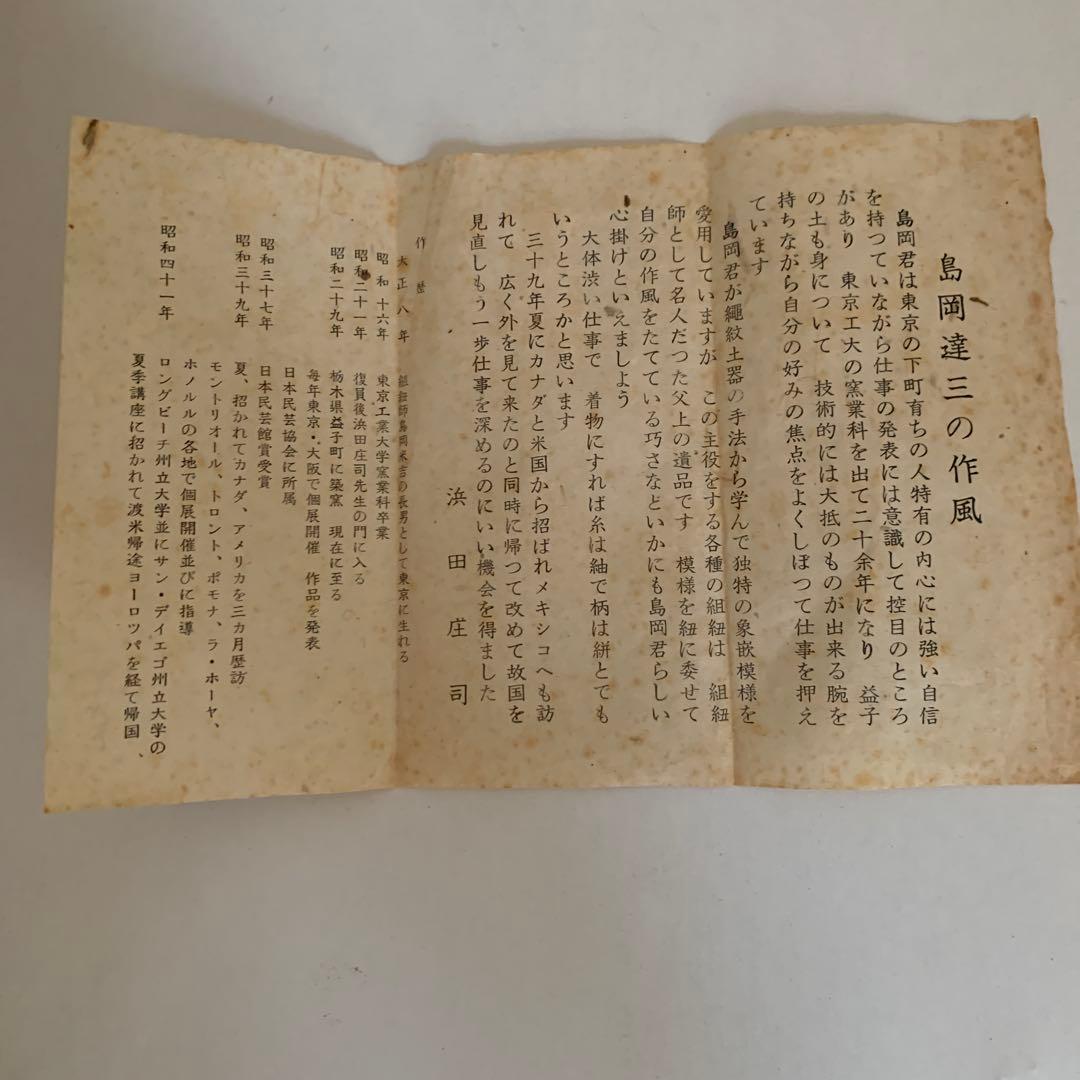 島岡達三の作風
島岡君は東京の下町育ちの人特有の内心には強い自信
を持つていながら仕事の発表には意識して控目のところ
があり　東京工大の窯業科を出て二十余年になり　益子
の土も身について　技術的には大抵のものが出来る腕を
持ちながら自分の好みの焦点をよくしぼつて仕事を押え
ています
島岡君が縄紋土器の手法から学んで独特の象嵌模様を
愛用していますが　この主役をする各種の組紐は　組紐
師として名人だつた父上の遺品です　模様を紐に委せて
自分の作風をたてている巧さなどいかにも島岡君らしい
心掛けといえましよう
大体渋い仕事で　着物にすれば糸は紬で柄は絣とでも
いうところかと思います
三十九年夏にカナダと米国から招ばれメキシコへも訪
れて　広く外を見て来たのと同時に帰つて改めて故国を
見直しもう一歩仕事を深めるのにいい機会を得ました
浜田庄司
作歴
大正八年　組紐師島岡米吉の長男として東京に生れる
昭和十六年　東京工業大学窯業科卒業
昭和二十一年　復員後浜田庄司先生の門に入る
昭和二十九年　栃木県益子町に築窯　現在に至る
毎年東京・大阪で個展開催　作品を発表
日本民芸協会に所属
昭和三十七年　日本民芸館賞受賞
昭和三十九年　夏、招かれてカナダ、アメリカを三カ月歴訪
モントリオール、トロント、ポモナ、ラ・ホーヤ、
ホノルルの各地で個展開催並びに指導
昭和四十一年　ロングビーチ州立大学並にサン・デイエゴ州立大学の
夏季講座に招かれて渡米帰途ヨーロツパを経て帰国、